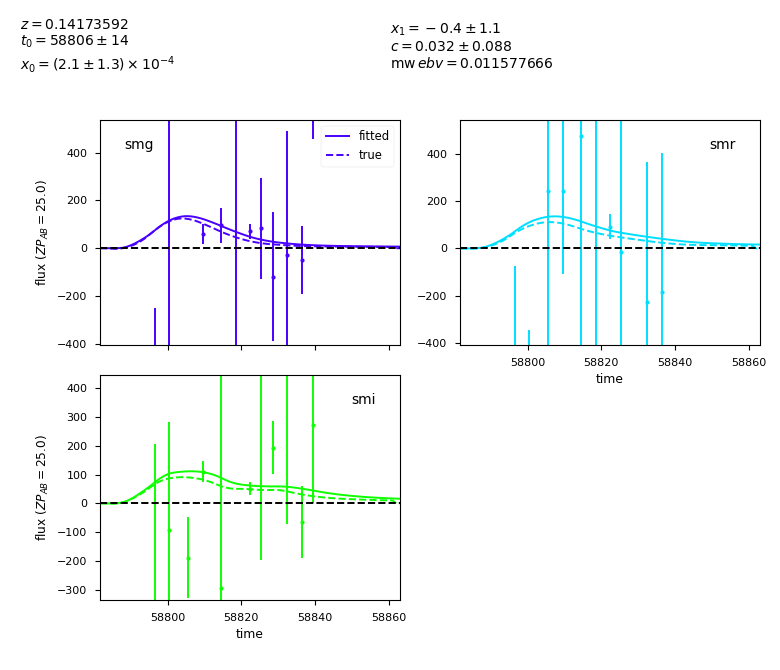 z = 0.14173592
t₀ = 58806 ± 14
x₀ = (2.1 ± 1.3) × 10⁻⁴
x₁ = − 0.4 ± 1.1
c = 0.032 ± 0.088
mw ebv = 0.011577666
smg
fitted
true
400
200
0
−200
−400
flux (ZP_AB = 25.0)
smr
400
200
0
−200
−400
58800 58820 58840 58860
time
smi
400
300
200
100
0
−100
−200
−300
flux (ZP_AB = 25.0)
58800 58820 58840 58860
time